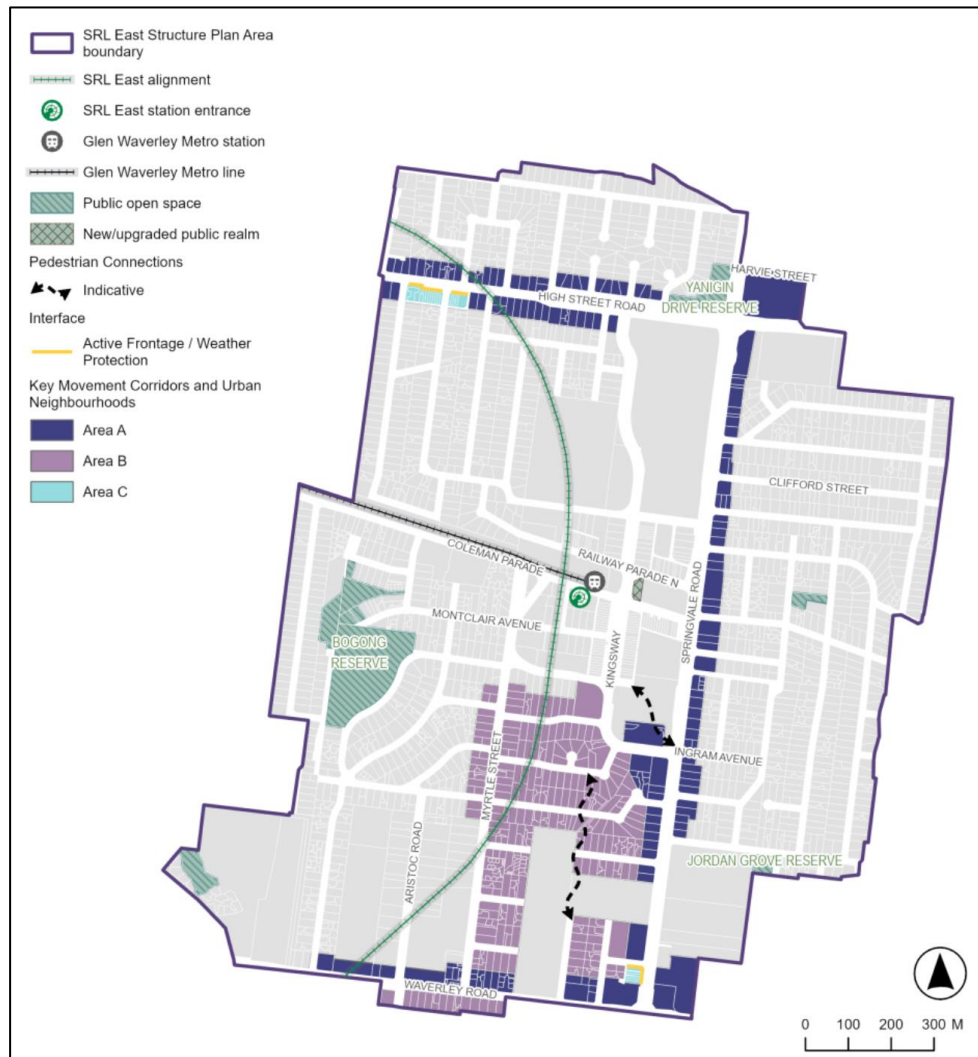 SRL East Structure Plan Area
boundary
SRL East alignment
SRL East station entrance
Glen Waverley Metro station
Glen Waverley Metro line
Public open space
New/upgraded public realm
Pedestrian Connections
Indicative
Interface
Active Frontage / Weather
Protection
Key Movement Corridors and Urban
Neighbourhoods
Area A
Area B
Area C
HARVIE STREET
YANIGIN
DRIVE RESERVE
HIGH STREET ROAD
CLIFFORD STREET
COLEMAN PARADE
RAILWAY PARADE N
MONTCLAIR AVENUE
SPRINGVALE ROAD
BOGONG
RESERVE
KINGSWAY
MYRTLE STREET
INGRAM AVENUE
ARISTOC ROAD
JORDAN GROVE RESERVE
WAVERLEY ROAD
0 100 200 300 M